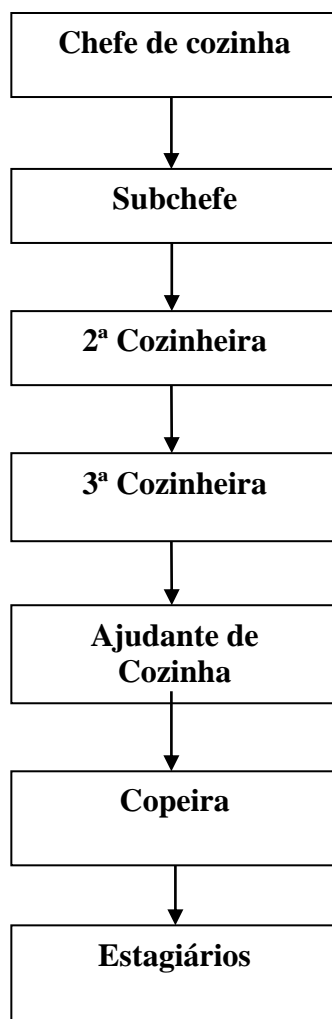 Chefe de cozinha
Subchefe
2ª Cozinheira
3ª Cozinheira
Ajudante de
Cozinha
Copeira
Estagiários